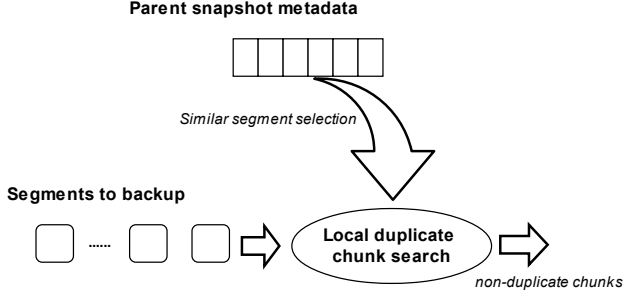 Parent snapshot metadata
Similar segment selection
Segments to backup
......
Local duplicate
chunk search
non-duplicate chunks